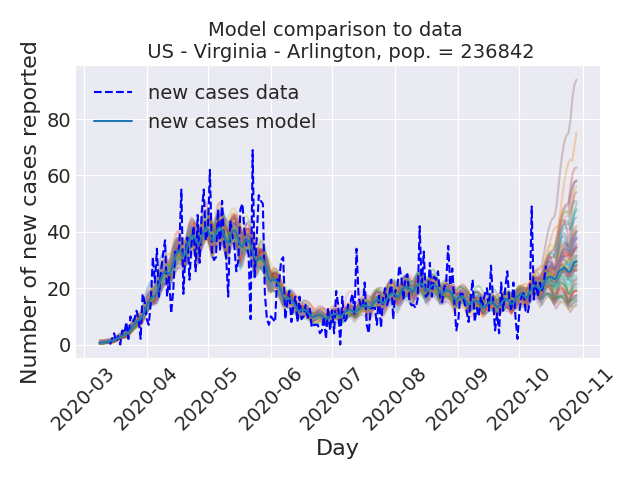 Model comparison to data
US - Virginia - Arlington, pop. = 236842
Number of new cases reported
new cases data
new cases model
80
60
40
20
0
2020-03
2020-04
2020-05
2020-06
2020-07
2020-08
2020-09
2020-10
2020-11
Day